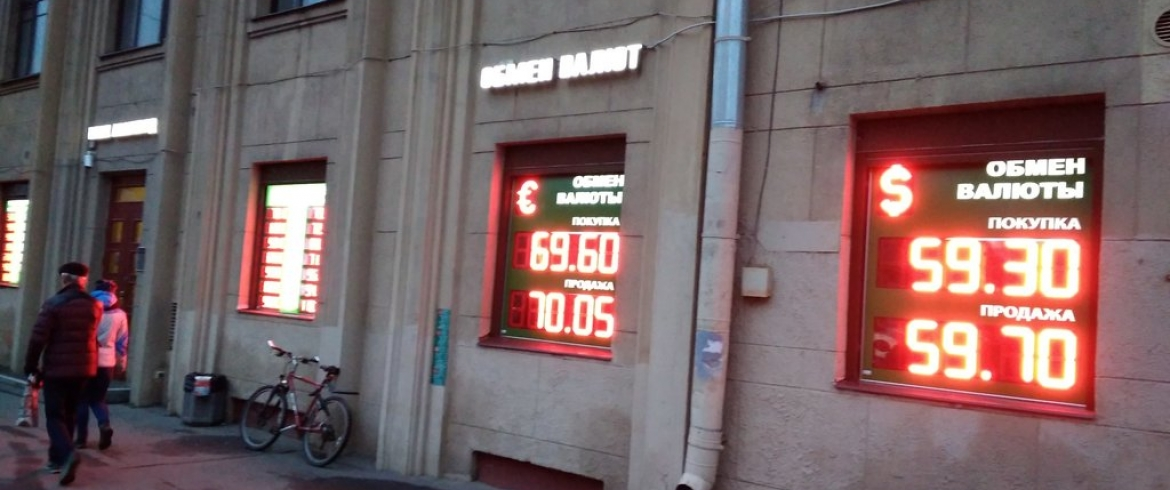 ОБМЕН ВАЛЮТ
€
ОБМЕН
ВАЛЮТЫ
ПОКУПКА
69.60
ПРОДАЖА
70.05
$
ОБМЕН
ВАЛЮТЫ
ПОКУПКА
59.30
ПРОДАЖА
59.70